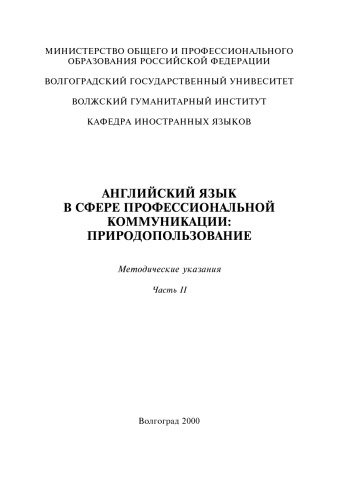 МИНИСТЕРСТВО ОБЩЕГО И ПРОФЕССИОНАЛЬНОГО
ОБРАЗОВАНИЯ РОССИЙСКОЙ ФЕДЕРАЦИИ
ВОЛГОГРАДСКИЙ ГОСУДАРСТВЕННЫЙ УНИВЕСИТЕТ
ВОЛЖСКИЙ ГУМАНИТАРНЫЙ ИНСТИТУТ
КАФЕДРА ИНОСТРАННЫХ ЯЗЫКОВ
АНГЛИЙСКИЙ ЯЗЫК
В СФЕРЕ ПРОФЕССИОНАЛЬНОЙ
КОММУНИКАЦИИ:
ПРИРОДОПОЛЬЗОВАНИЕ
Методические указания
Часть II
Волгоград 2000